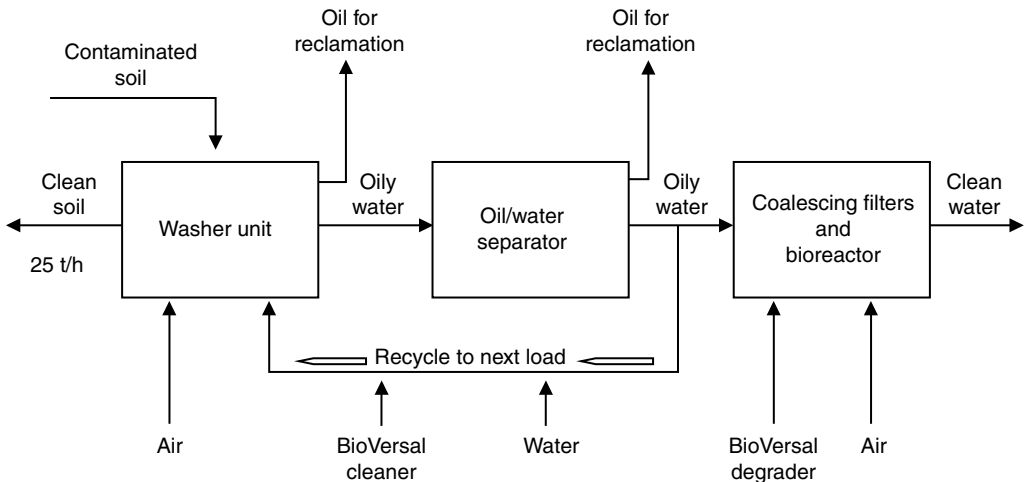 Oil for
reclamation
Oil for
reclamation
Contaminated
soil
Clean
soil
25 t/h
Washer unit
Oily
water
Oil/water
separator
Oily
water
Coalescing filters
and
bioreactor
Clean
water
Recycle to next load
Air
BioVersal
cleaner
Water
BioVersal
degrader
Air